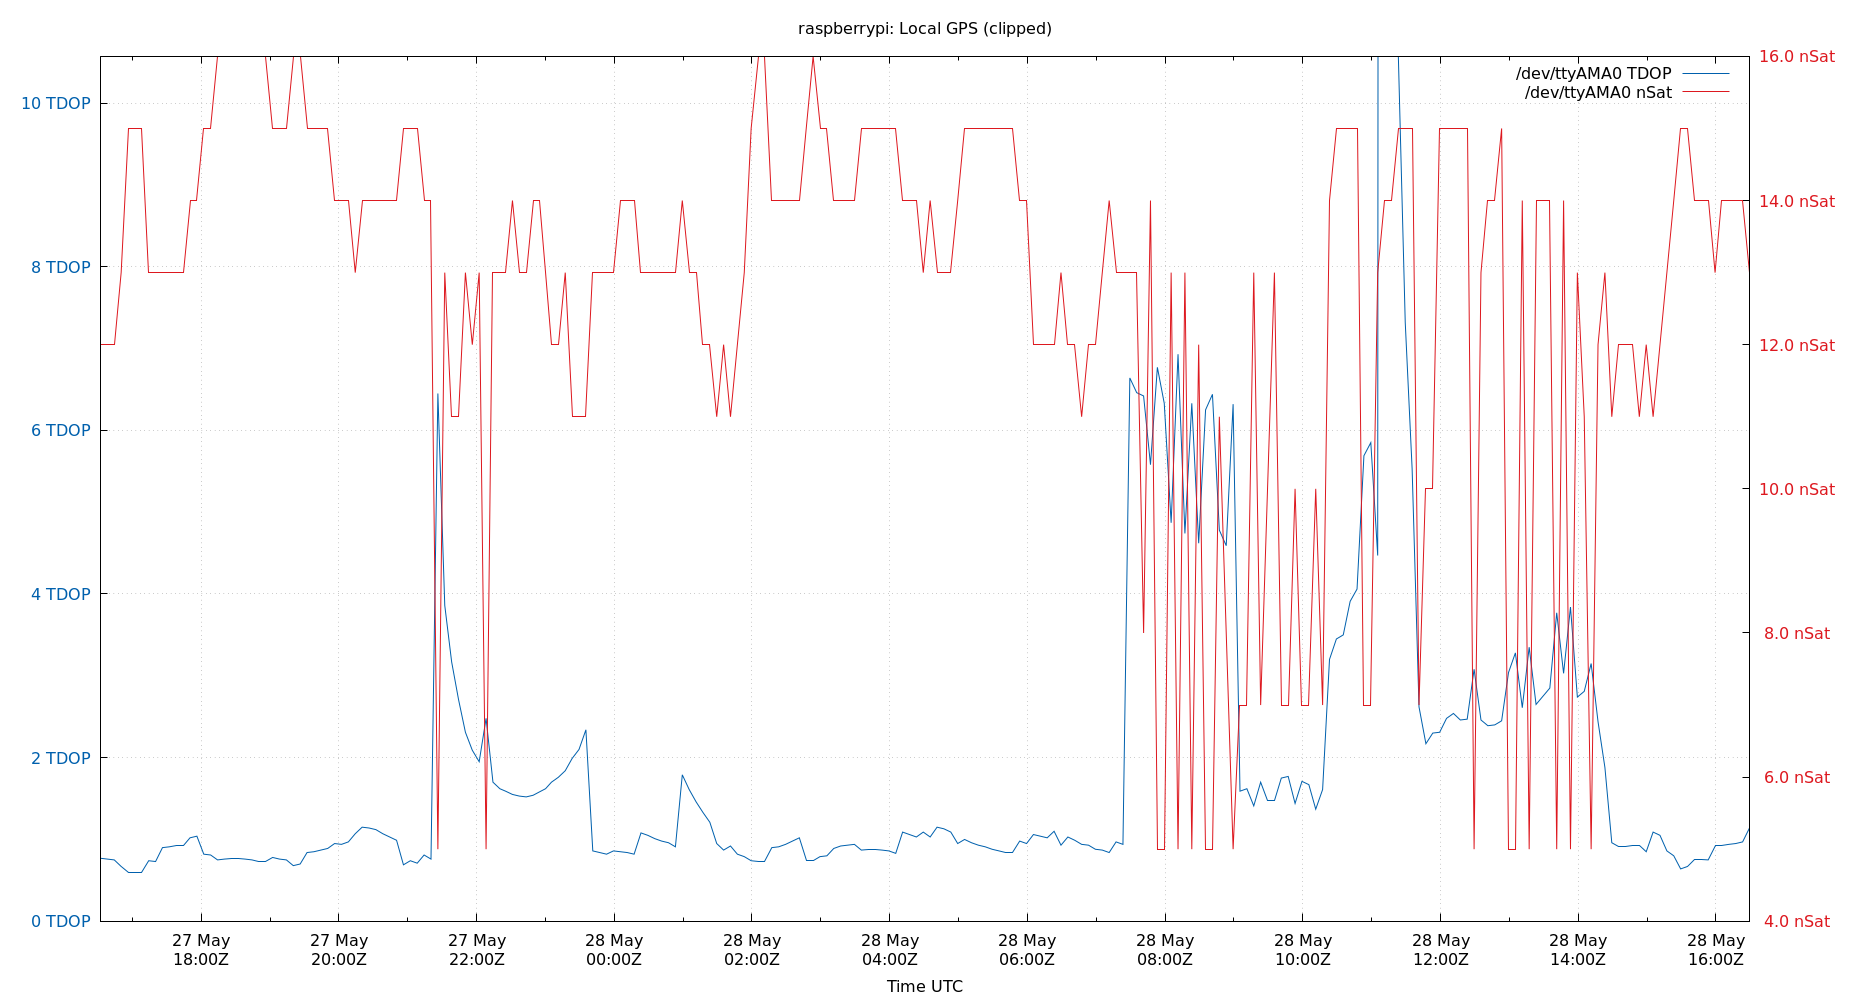 raspberrypi: Local GPS (clipped)
/dev/ttyAMA0 TDOP
/dev/ttyAMA0 nSat
10 TDOP
8 TDOP
6 TDOP
4 TDOP
2 TDOP
0 TDOP
16.0 nSat
14.0 nSat
12.0 nSat
10.0 nSat
8.0 nSat
6.0 nSat
4.0 nSat
27 May
18:00Z
27 May
20:00Z
27 May
22:00Z
28 May
00:00Z
28 May
02:00Z
28 May
04:00Z
28 May
06:00Z
28 May
08:00Z
28 May
10:00Z
28 May
12:00Z
28 May
14:00Z
28 May
16:00Z
Time UTC